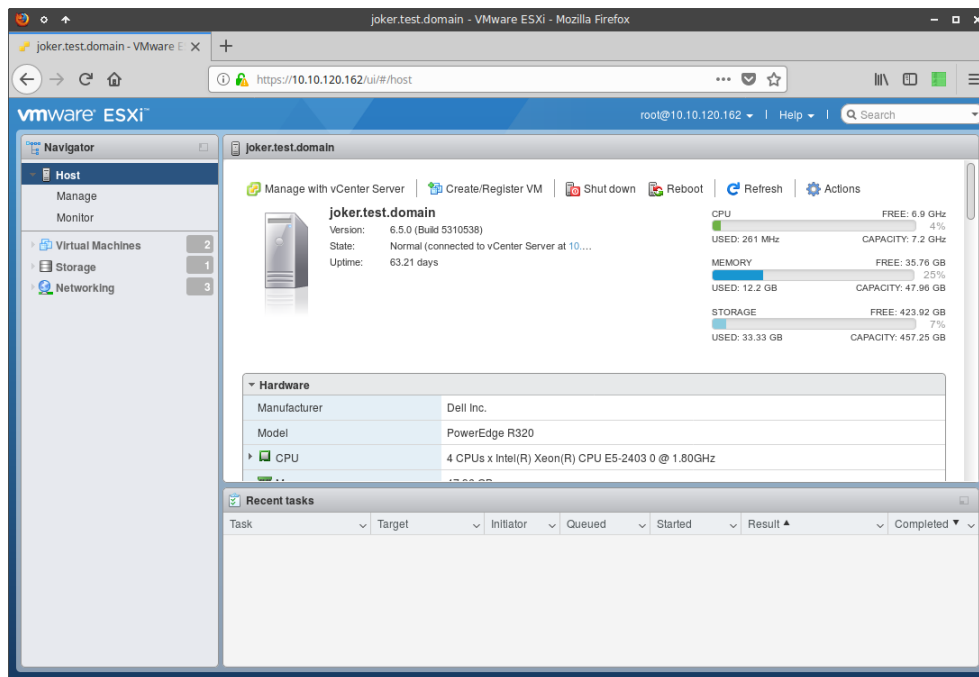 joker.test.domain - VMware ESXi - Mozilla Firefox
joker.test.domain - VMware E
https://10.10.120.162/ui/#/host
vmware ESXi™
root@10.10.120.162
Help
Search
Navigator
Host
Manage
Monitor
Virtual Machines 2
Storage 1
Networking 3
joker.test.domain
Manage with vCenter Server
Create/Register VM
Shut down
Reboot
Refresh
Actions
joker.test.domain
Version: 6.5.0 (Build 5310538)
State: Normal (connected to vCenter Server at 10....
Uptime: 63.21 days
CPU FREE: 6.9 GHz
4%
USED: 261 MHz CAPACITY: 7.2 GHz
MEMORY FREE: 35.76 GB
25%
USED: 12.2 GB CAPACITY: 47.96 GB
STORAGE FREE: 423.92 GB
7%
USED: 33.33 GB CAPACITY: 457.25 GB
Hardware
Manufacturer Dell Inc.
Model PowerEdge R320
CPU 4 CPUs x Intel(R) Xeon(R) CPU E5-2403 0 @ 1.80GHz
Recent tasks
Task Target Initiator Queued Started Result Completed